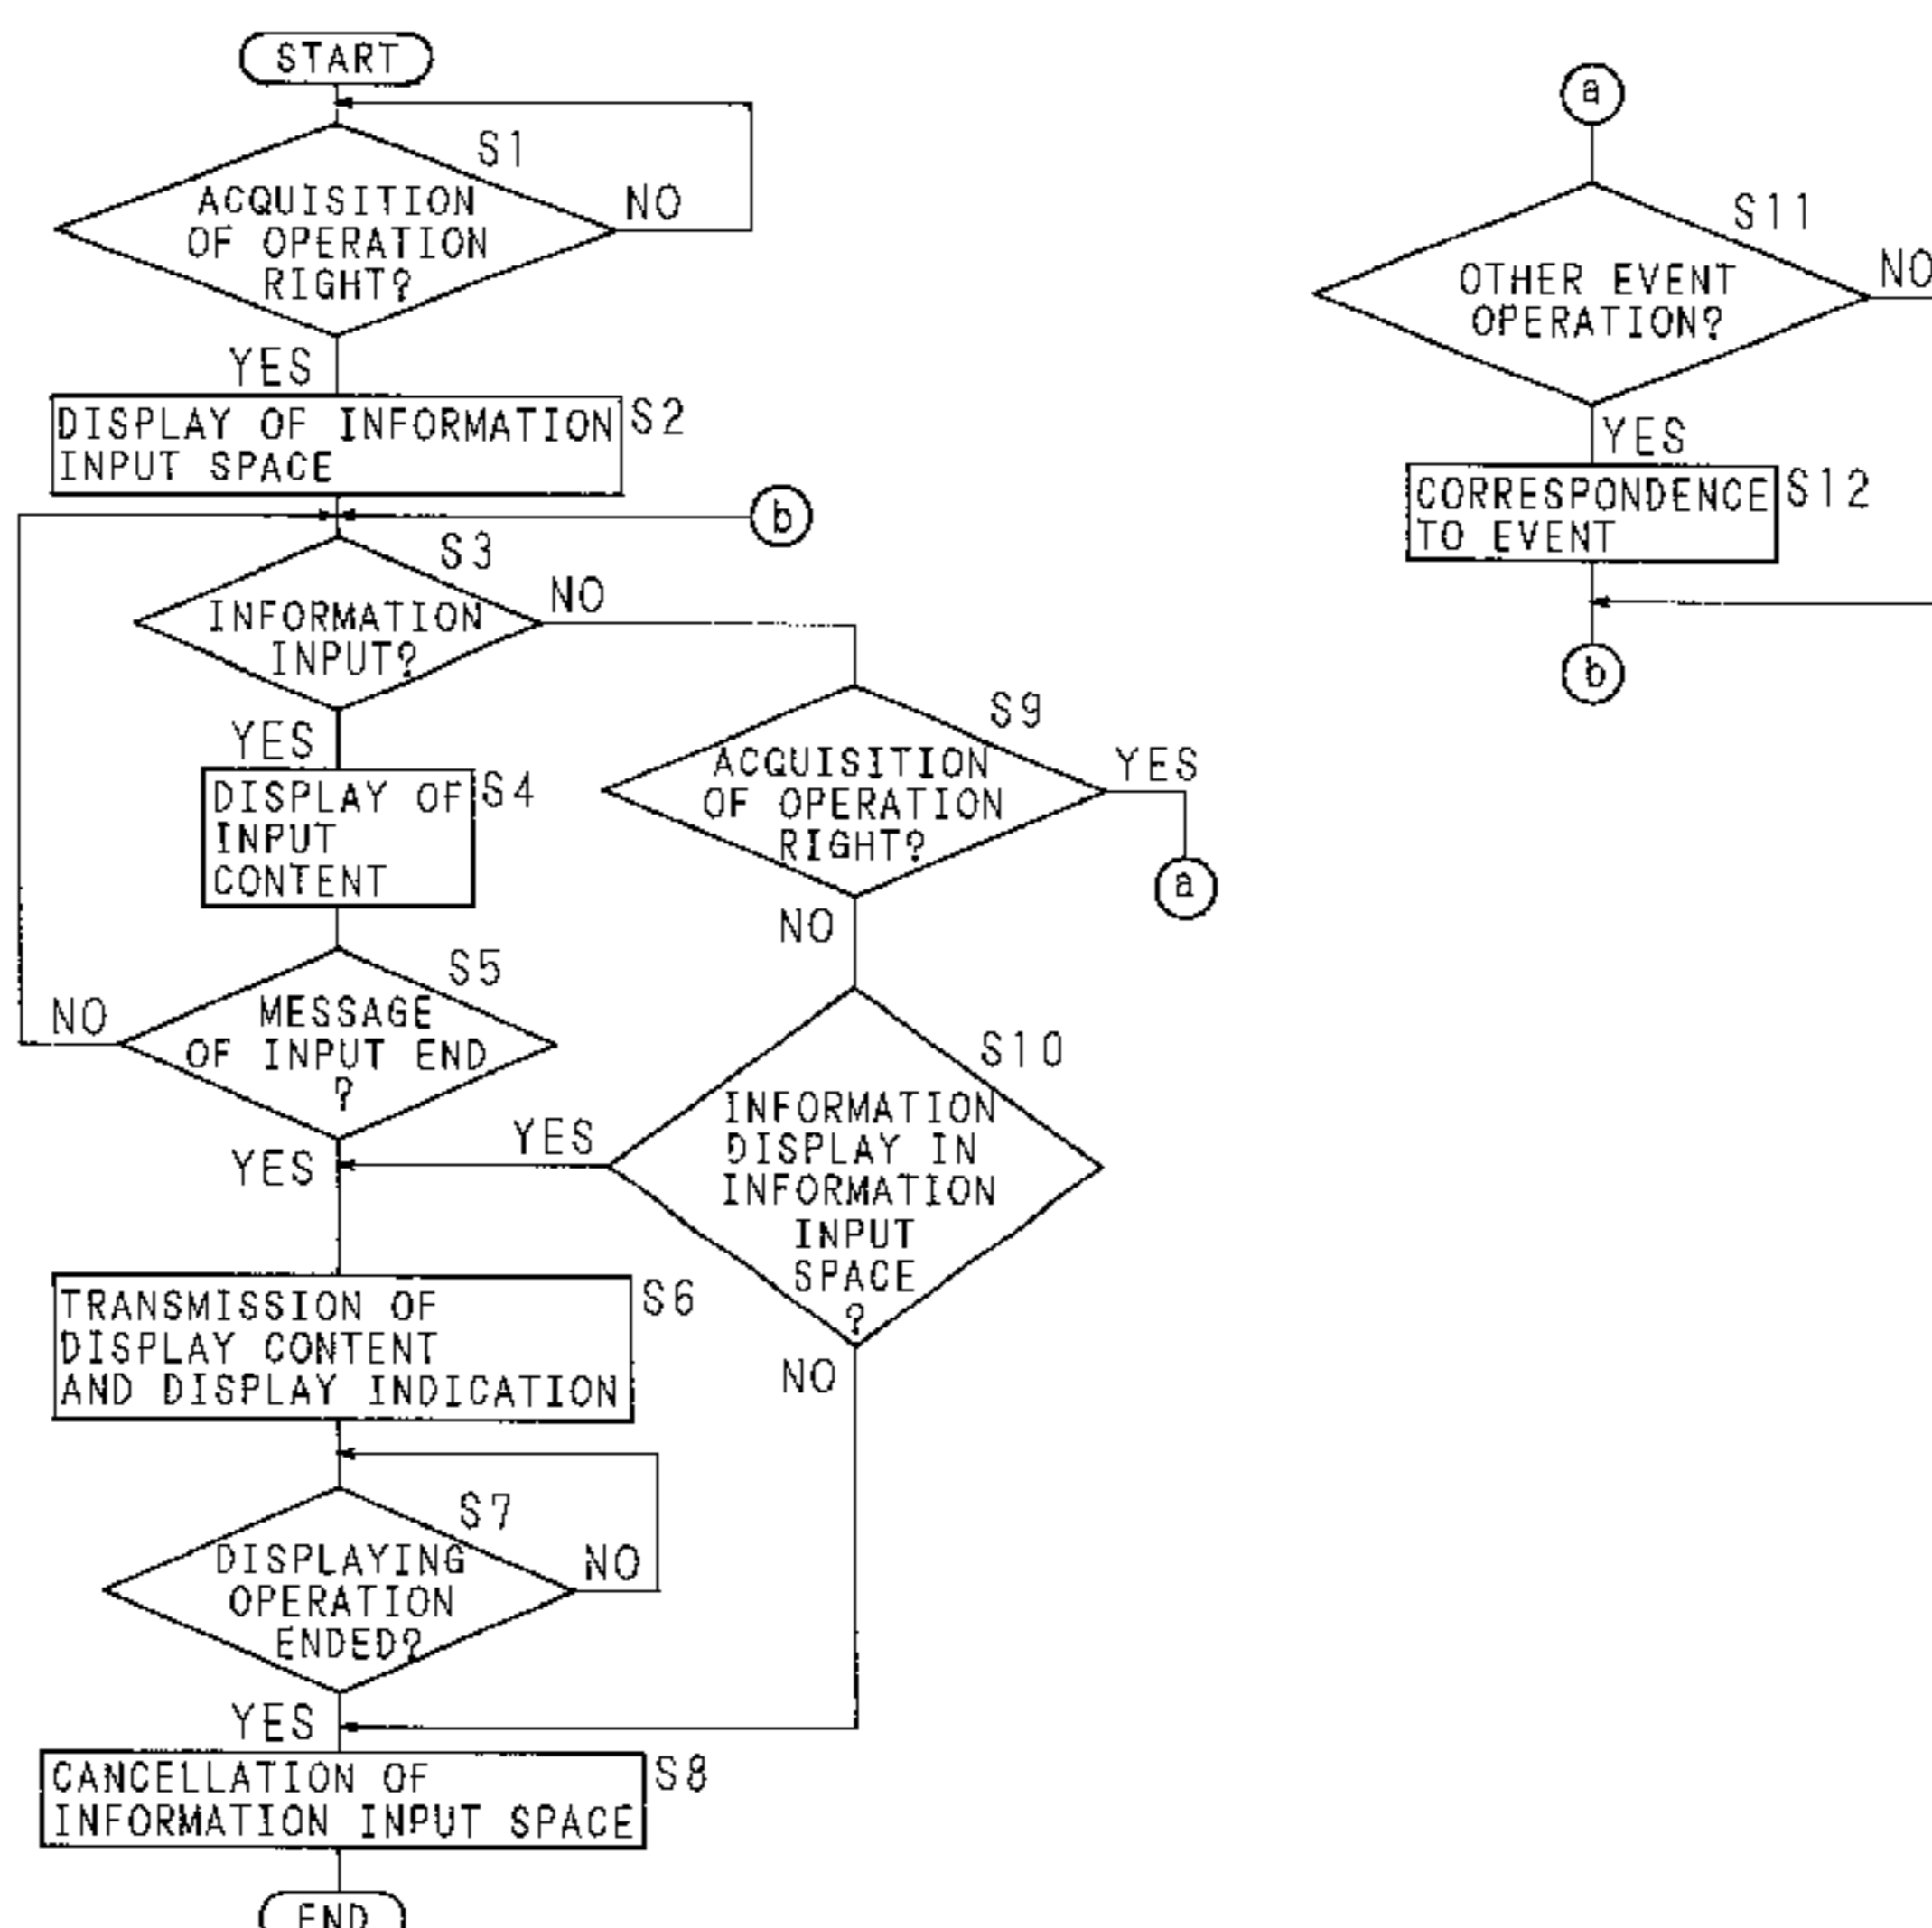 START
S1
ACQUISITION
OF OPERATION
RIGHT?
NO
YES
DISPLAY OF INFORMATION
INPUT SPACE
S2
b
S3
INFORMATION
INPUT?
NO
YES
DISPLAY OF
INPUT
CONTENT
S4
S5
MESSAGE
OF INPUT END
?
NO
YES
TRANSMISSION OF
DISPLAY CONTENT
AND DISPLAY INDICATION
S6
S7
DISPLAYING
OPERATION
ENDED?
NO
YES
CANCELLATION OF
INFORMATION INPUT SPACE
S8
END
S9
ACQUISITION
OF OPERATION
RIGHT?
YES
a
NO
S10
INFORMATION
DISPLAY IN
INFORMATION
INPUT
SPACE
?
YES
NO
a
S11
OTHER EVENT
OPERATION?
NO
YES
CORRESPONDENCE
TO EVENT
S12
b